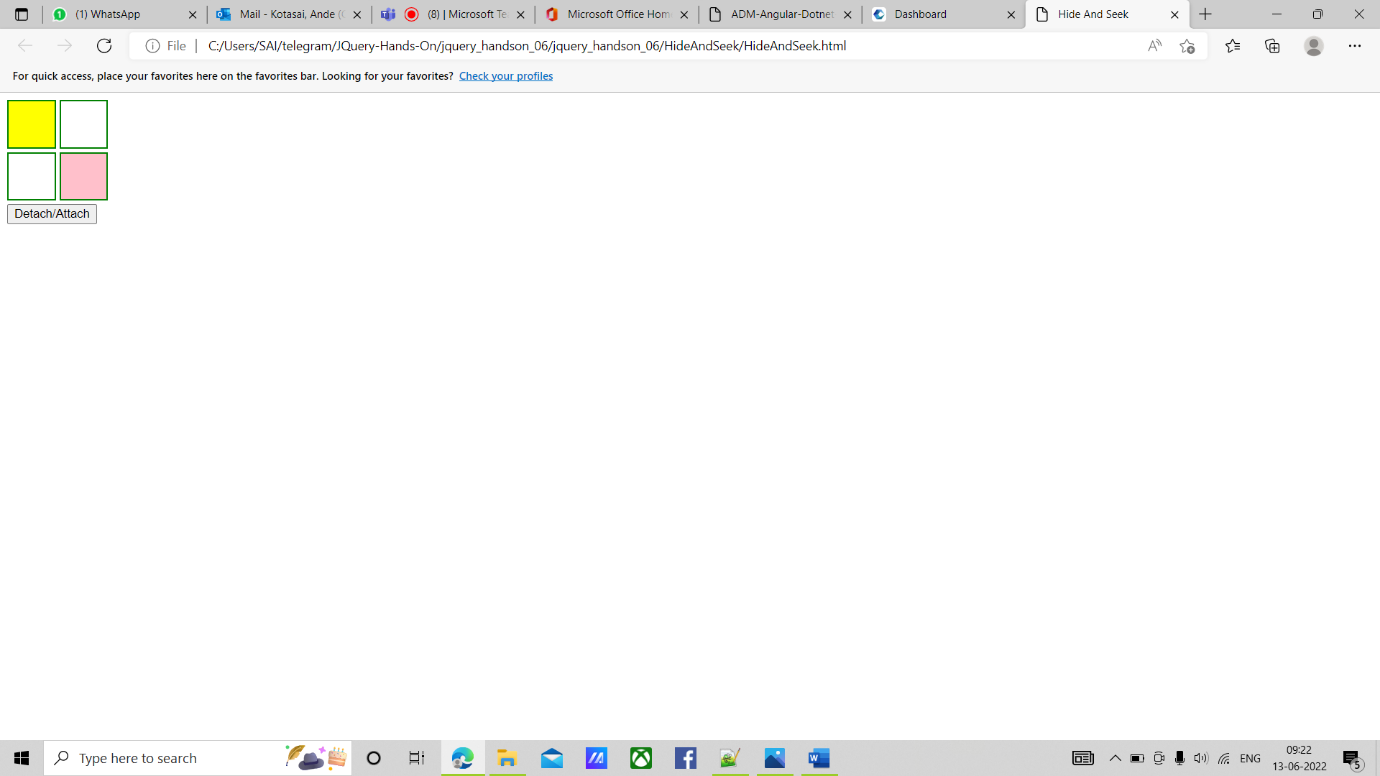 (1) WhatsApp
Mail - Kotasai, Ande (
(8) | Microsoft Te
Microsoft Office Hom
ADM-Angular-Dotnet
Dashboard
Hide And Seek
File | C:/Users/SAI/telegram/JQuery-Hands-On/jquery_handson_06/jquery_handson_06/HideAndSeek/HideAndSeek.html
For quick access, place your favorites here on the favorites bar. Looking for your favorites? Check your profiles
Detach/Attach
Type here to search
ENG
09:22
13-06-2022
5